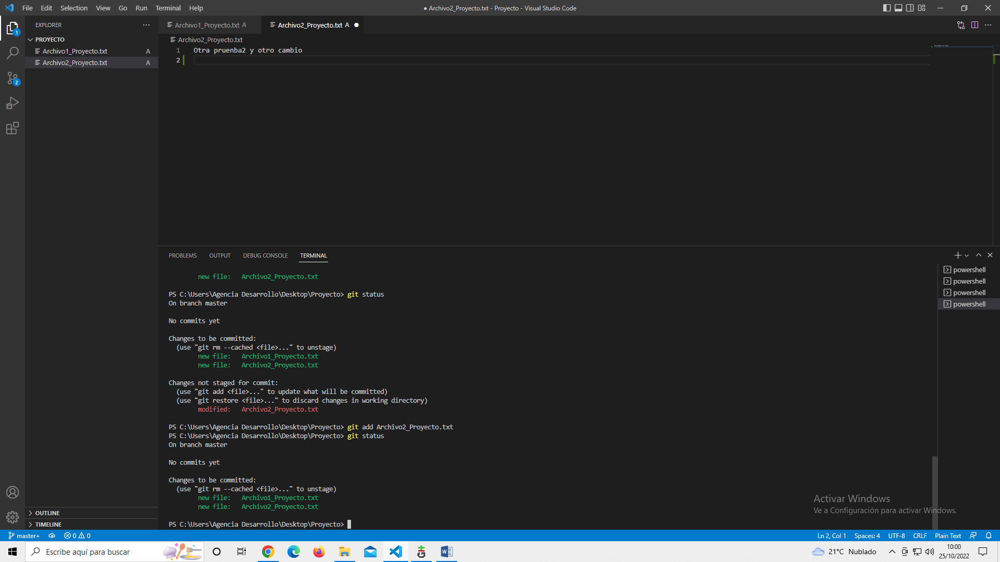 File Edit Selection View Go Run Terminal Help
● Archivo2_Proyecto.txt - Proyecto - Visual Studio Code
EXPLORER
PROYECTO
Archivo1_Proyecto.txt A
Archivo2_Proyecto.txt A
OUTLINE
TIMELINE
1
2
Archivo1_Proyecto.txt A
Archivo2_Proyecto.txt A
Archivo2_Proyecto.txt
1 Otra pruenba2 y otro cambio
2
PROBLEMS OUTPUT DEBUG CONSOLE TERMINAL
new file: Archivo2_Proyecto.txt
PS C:\Users\Agencia Desarrollo\Desktop\Proyecto> git status
On branch master
No commits yet
Changes to be committed:
(use "git rm --cached <file>..." to unstage)
new file: Archivo1_Proyecto.txt
new file: Archivo2_Proyecto.txt
Changes not staged for commit:
(use "git add <file>..." to update what will be committed)
(use "git restore <file>..." to discard changes in working directory)
modified: Archivo2_Proyecto.txt
PS C:\Users\Agencia Desarrollo\Desktop\Proyecto> git add Archivo2_Proyecto.txt
PS C:\Users\Agencia Desarrollo\Desktop\Proyecto> git status
On branch master
No commits yet
Changes to be committed:
(use "git rm --cached <file>..." to unstage)
new file: Archivo1_Proyecto.txt
new file: Archivo2_Proyecto.txt
PS C:\Users\Agencia Desarrollo\Desktop\Proyecto>
powershell
powershell
powershell
powershell
Activar Windows
Ve a Configuración para activar Windows.
master+ 0 0
Ln 2, Col 1 Spaces: 4 UTF-8 CRLF Plain Text
Escribe aquí para buscar
21°C Nublado
10:00
25/10/2022